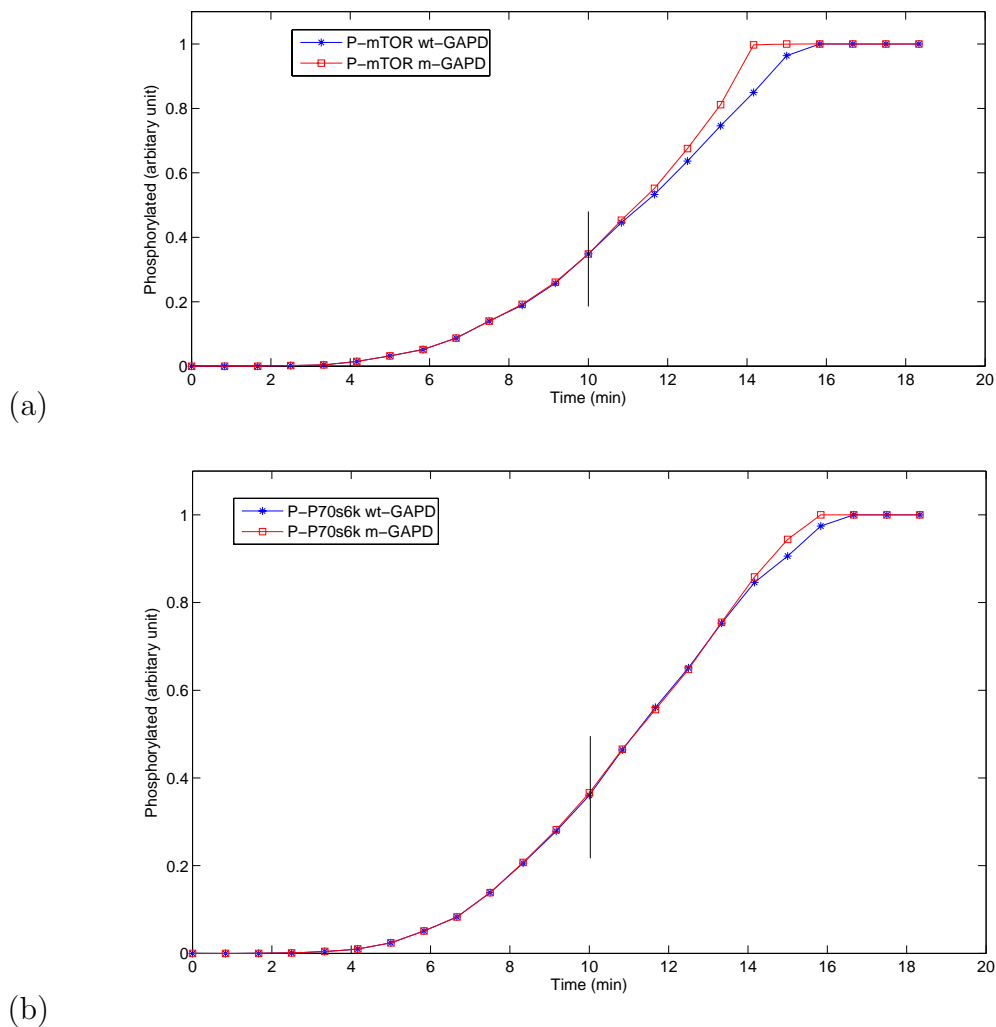 P-mTOR wt-GAPD
P-mTOR m-GAPD
Phosphorylated (arbitary unit)
1
0.8
0.6
0.4
0.2
0
0 2 4 6 8 10 12 14 16 18 20
Time (min)
(a)
P-P70s6k wt-GAPD
P-P70s6k m-GAPD
Phosphorylated (arbitary unit)
1
0.8
0.6
0.4
0.2
0
0 2 4 6 8 10 12 14 16 18 20
Time (min)
(b)